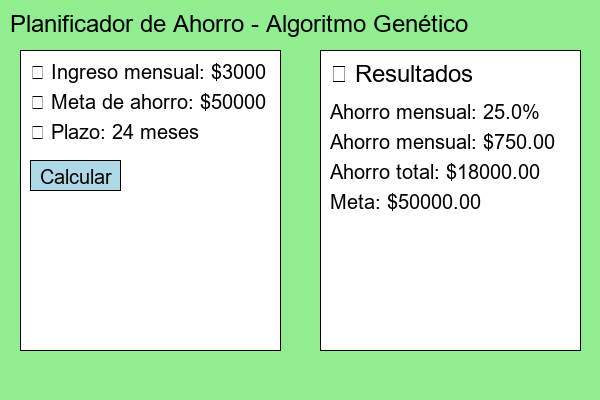 Planificador de Ahorro - Algoritmo Genético
Ingreso mensual: $3000
Meta de ahorro: $50000
Plazo: 24 meses
Calcular
Resultados
Ahorro mensual: 25.0%
Ahorro mensual: $750.00
Ahorro total: $18000.00
Meta: $50000.00